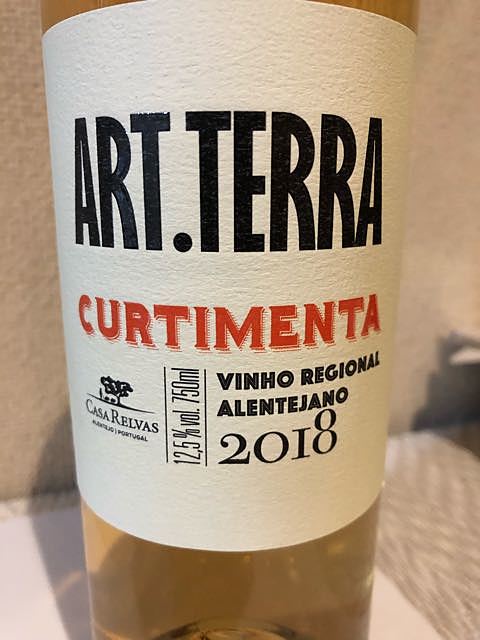 ART.TERRA
CURTIMENTA
CASA RELVAS
ALENTEJO | PORTUGAL
12,5 % vol. 750ml
VINHO REGIONAL
ALENTEJANO
2018